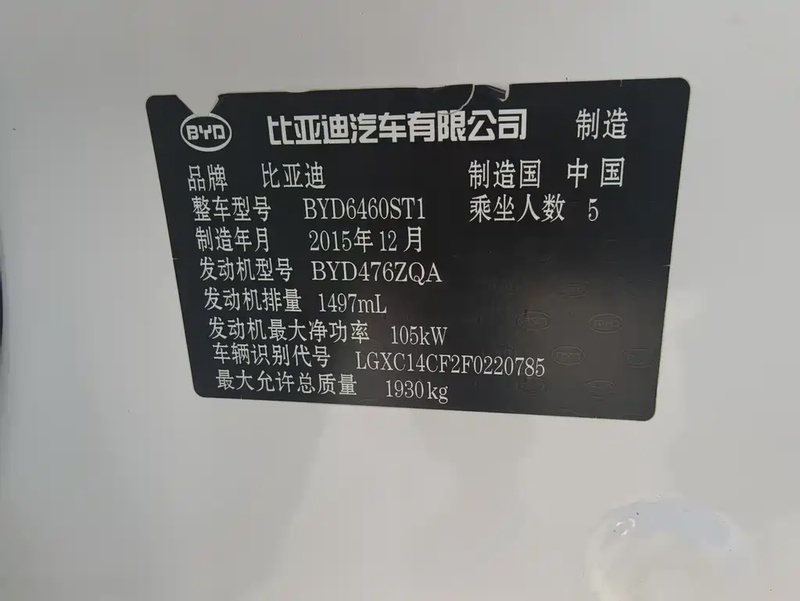 BYD 比亚迪汽车有限公司 制造
品牌 比亚迪 制造国 中国
整车型号 BYD6460ST1 乘坐人数 5
制造年月 2015年12月
发动机型号 BYD476ZQA
发动机排量 1497mL
发动机最大净功率 105kW
车辆识别代号 LGXC14CF2F0220785
最大允许总质量 1930kg